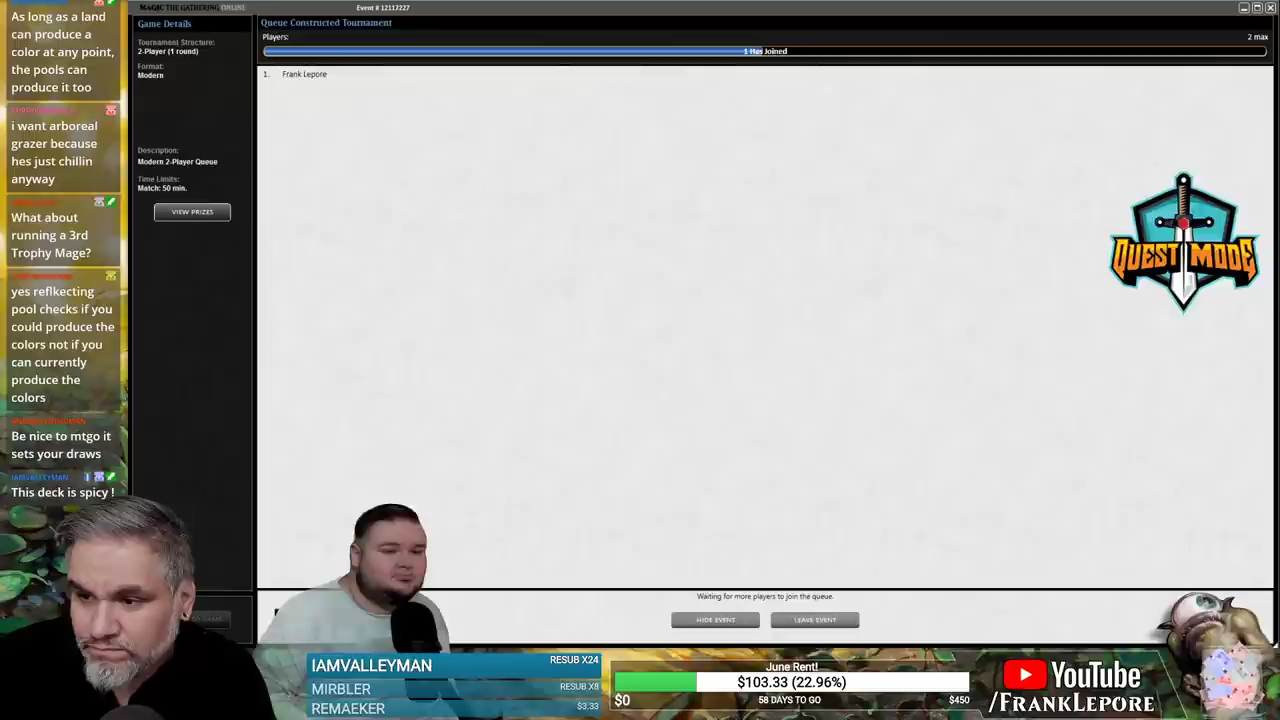 As long as a land
can produce a
color at any point,
the pools can
produce it too
i want arboreal
grazer because
hes just chillin
anyway
What about
running a 3rd
Trophy Mage?
yes reflkecting
pool checks if you
could produce the
colors not if you
can currently
produce the
colors
Be nice to mtgo it
sets your draws
IAMVALLEYMAN
This deck is spicy !
MAGIC THE GATHERING ONLINE
Event # 12117227
Game Details
Tournament Structure:
2-Player (1 round)
Format:
Modern
Description:
Modern 2-Player Queue
Time Limits:
Match: 50 min.
VIEW PRIZES
Queue Constructed Tournament
Players:
2 max
1 Has Joined
1. Frank Lepore
QUEST MODE
Waiting for more players to join the queue.
HIDE EVENT
LEAVE EVENT
IAMVALLEYMAN RESUB X24
MIRBLER RESUB X8
REMAEKER $3.33
June Rent!
$103.33 (22.96%)
$0 58 DAYS TO GO $450
YouTube
/FRANKLEPORE